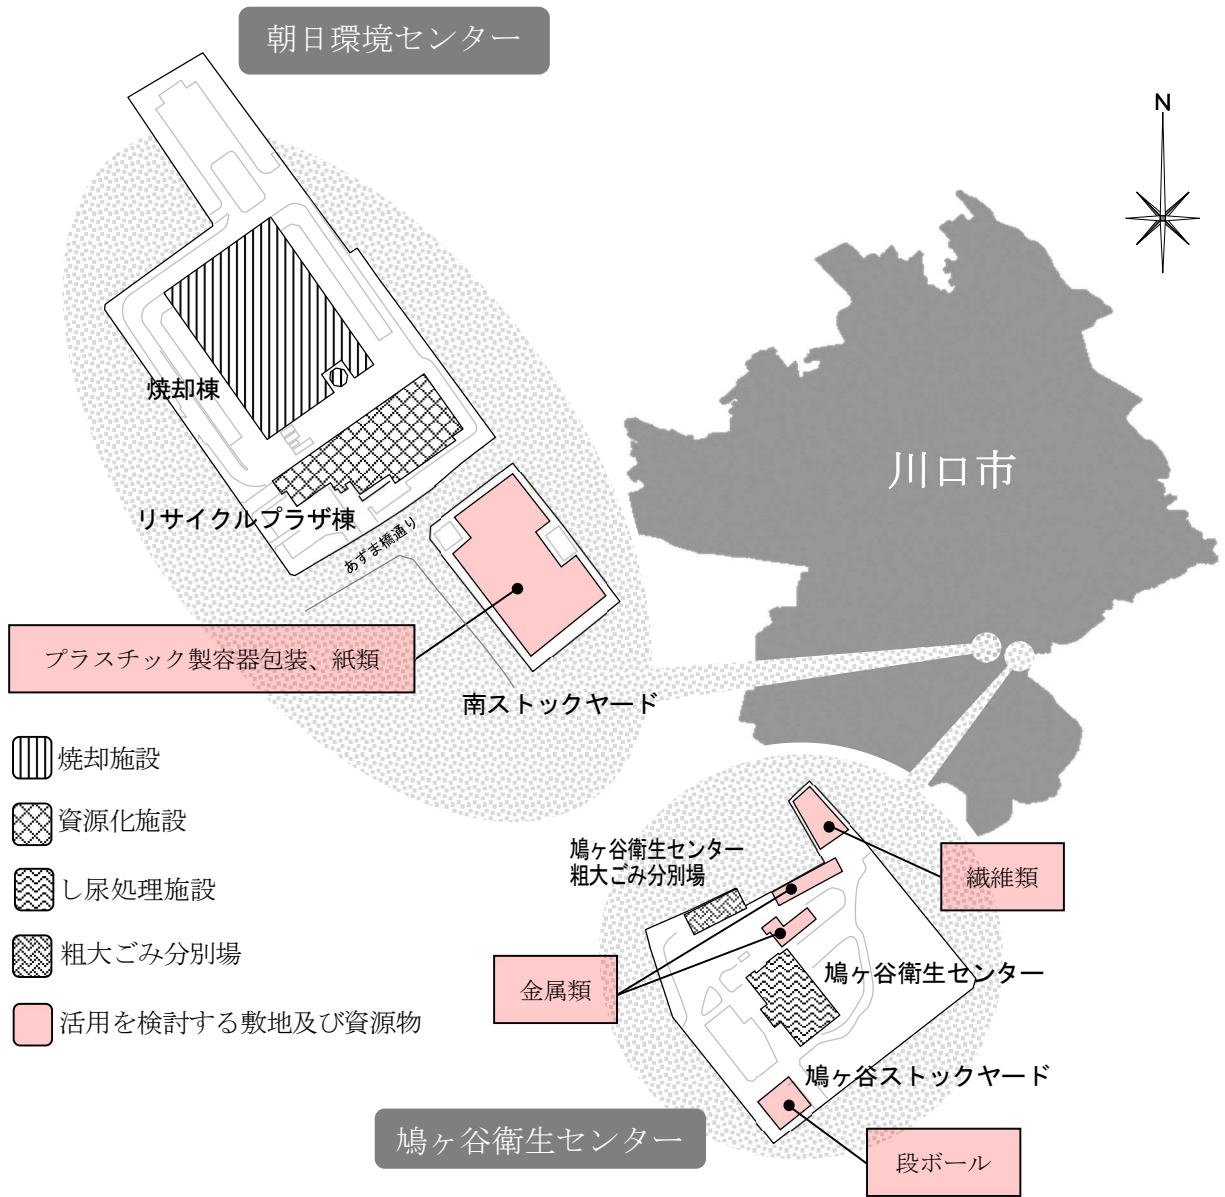 朝日環境センター
N
焼却棟
川口市
リサイクルプラザ棟
あずま橋通り
プラスチック製容器包装、紙類
南ストックヤード
焼却施設
資源化施設
し尿処理施設
粗大ごみ分別場
活用を検討する敷地及び資源物
鳩ヶ谷衛生センター
粗大ごみ分別場
繊維類
金属類
鳩ヶ谷衛生センター
鳩ヶ谷ストックヤード
鳩ヶ谷衛生センター
段ボール